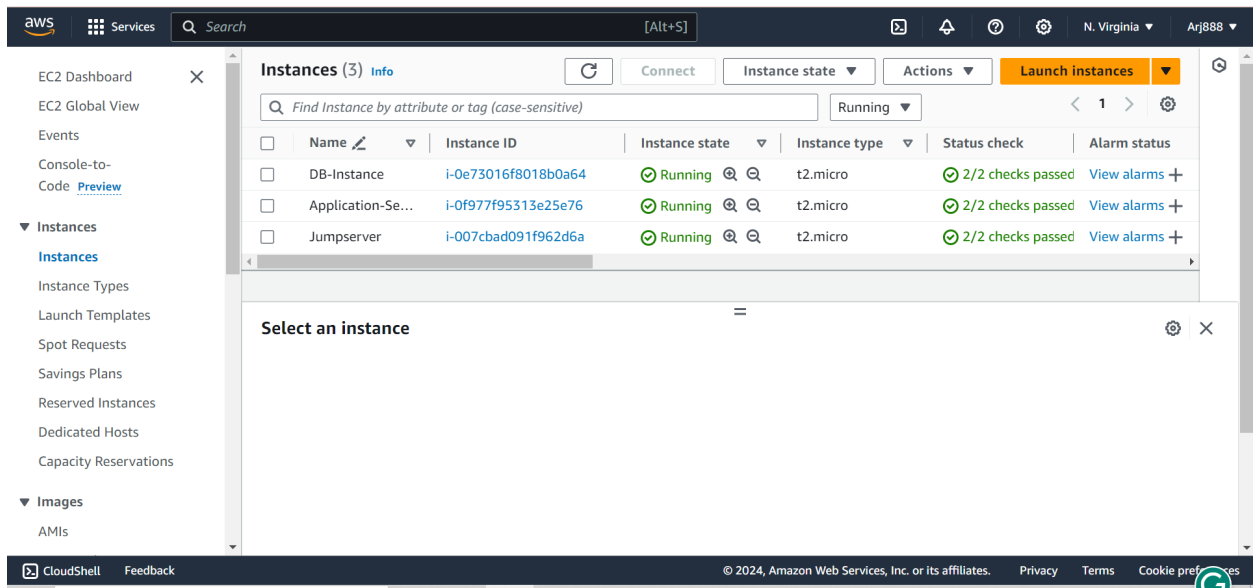 aws Services Search [Alt+S] N. Virginia ▼ Arj888 ▼
EC2 Dashboard
EC2 Global View
Events
Console-to-
Code Preview
▼ Instances
Instances
Instance Types
Launch Templates
Spot Requests
Savings Plans
Reserved Instances
Dedicated Hosts
Capacity Reservations
▼ Images
AMIs
Instances (3) Info Connect Instance state ▼ Actions ▼ Launch instances ▼
Find Instance by attribute or tag (case-sensitive) Running ▼ < 1 >
Name Instance ID Instance state Instance type Status check Alarm status
DB-Instance i-0e73016f8018b0a64 Running t2.micro 2/2 checks passed View alarms +
Application-Se... i-0f977f95313e25e76 Running t2.micro 2/2 checks passed View alarms +
Jumpserver i-007cbad091f962d6a Running t2.micro 2/2 checks passed View alarms +
Select an instance
CloudShell Feedback © 2024, Amazon Web Services, Inc. or its affiliates. Privacy Terms Cookie